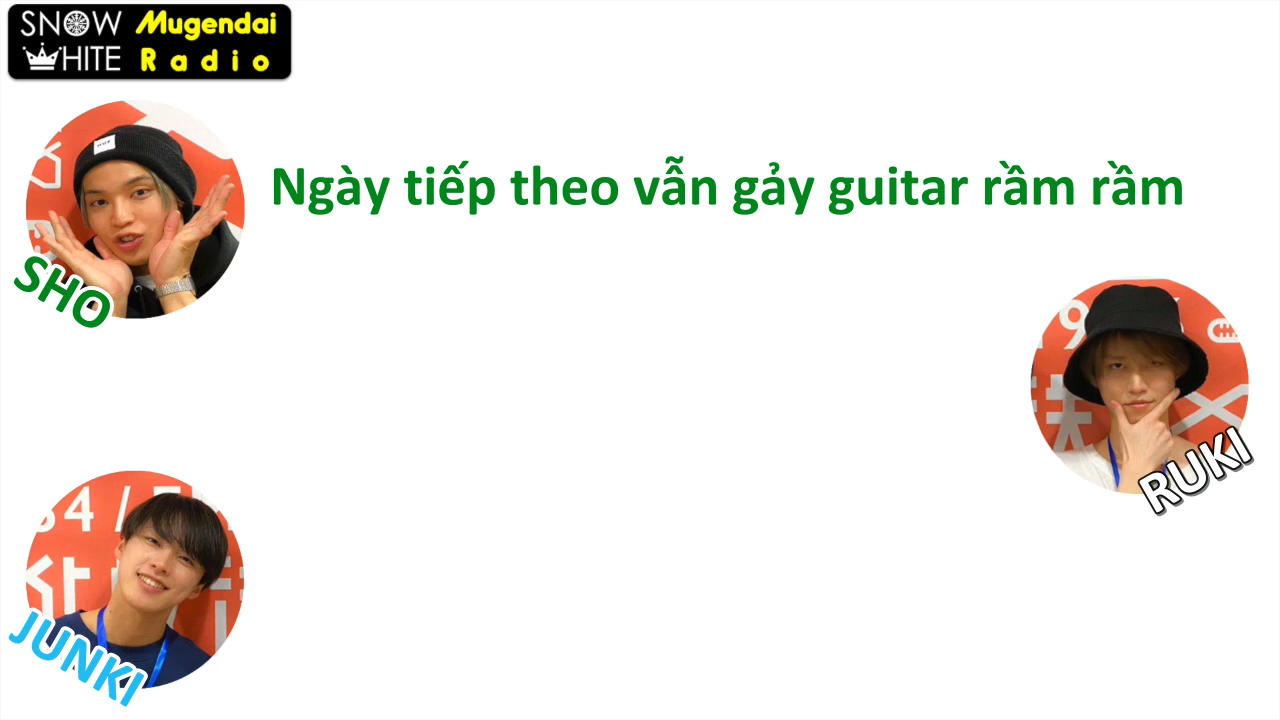 SNOW Mugendai
WHITE Radio
Ngày tiếp theo vẫn gảy guitar rầm rầm
SHO
RUKI
JUNKI